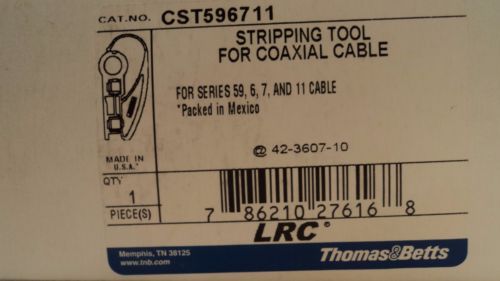 CAT.NO. CST596711
STRIPPING TOOL
FOR COAXIAL CABLE
FOR SERIES 59, 6, 7, AND 11 CABLE
*Packed in Mexico
@ 42-3607-10
MADE IN
U.S.A.*
QTY
1
PIECE(S)
7 86210 27616 8
LRC®
Memphis, TN 38125
www.tnb.com
Thomas&Betts